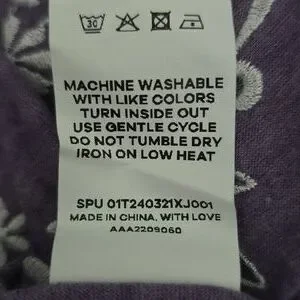 30
MACHINE WASHABLE
WITH LIKE COLORS
TURN INSIDE OUT
USE GENTLE CYCLE
DO NOT TUMBLE DRY
IRON ON LOW HEAT
SPU 01T240321XJ001
MADE IN CHINA, WITH LOVE
AAA2209060